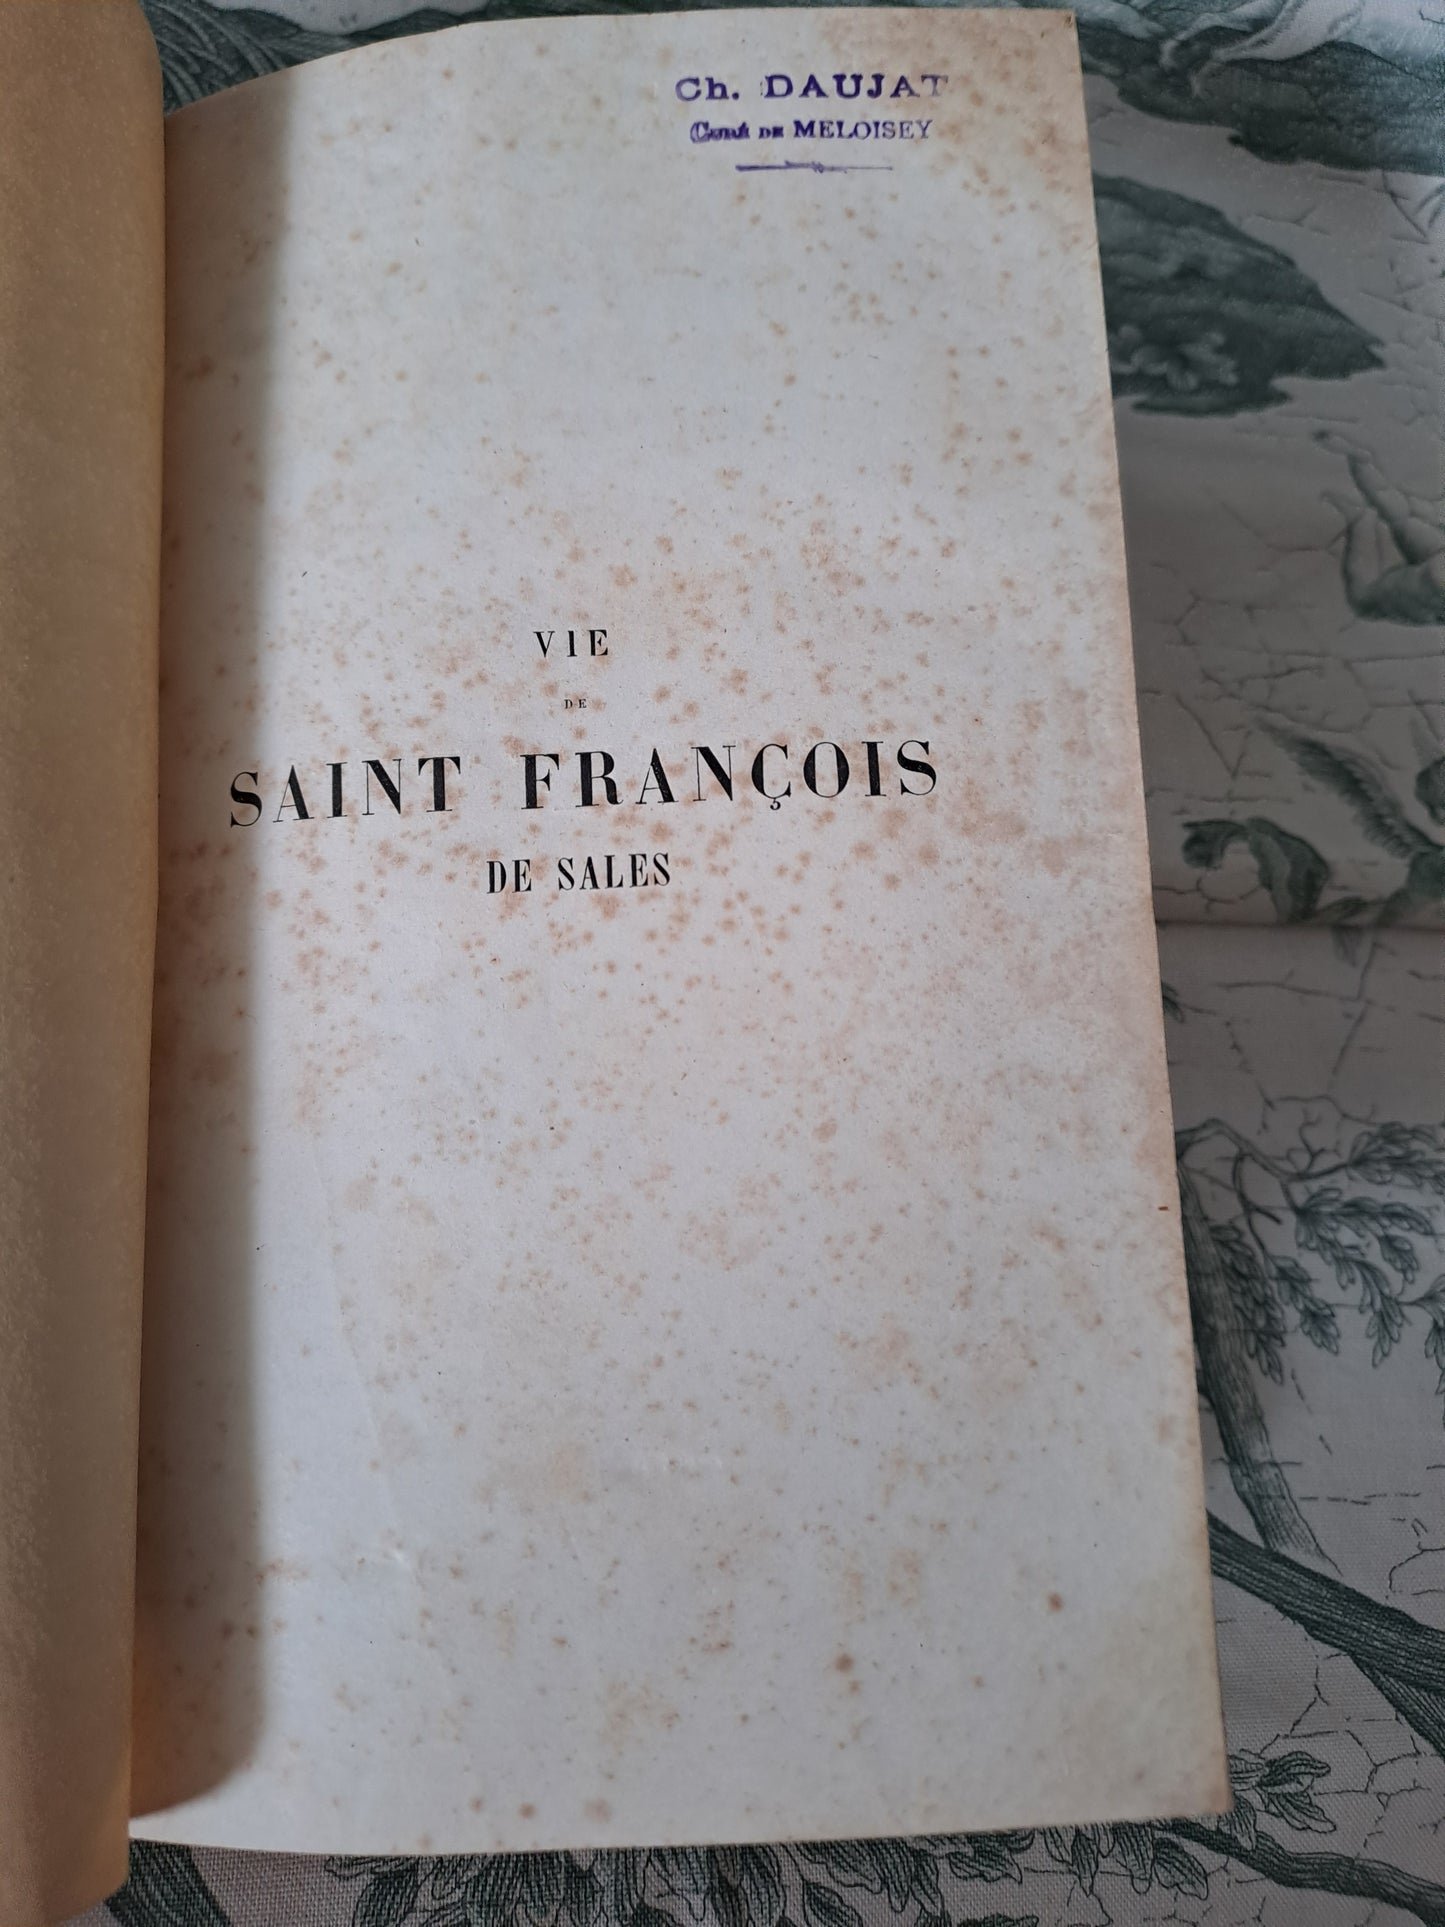 Ch. DAUJAT
Curé de MELOISEY
VIE
DE
SAINT FRANÇOIS
DE SALES